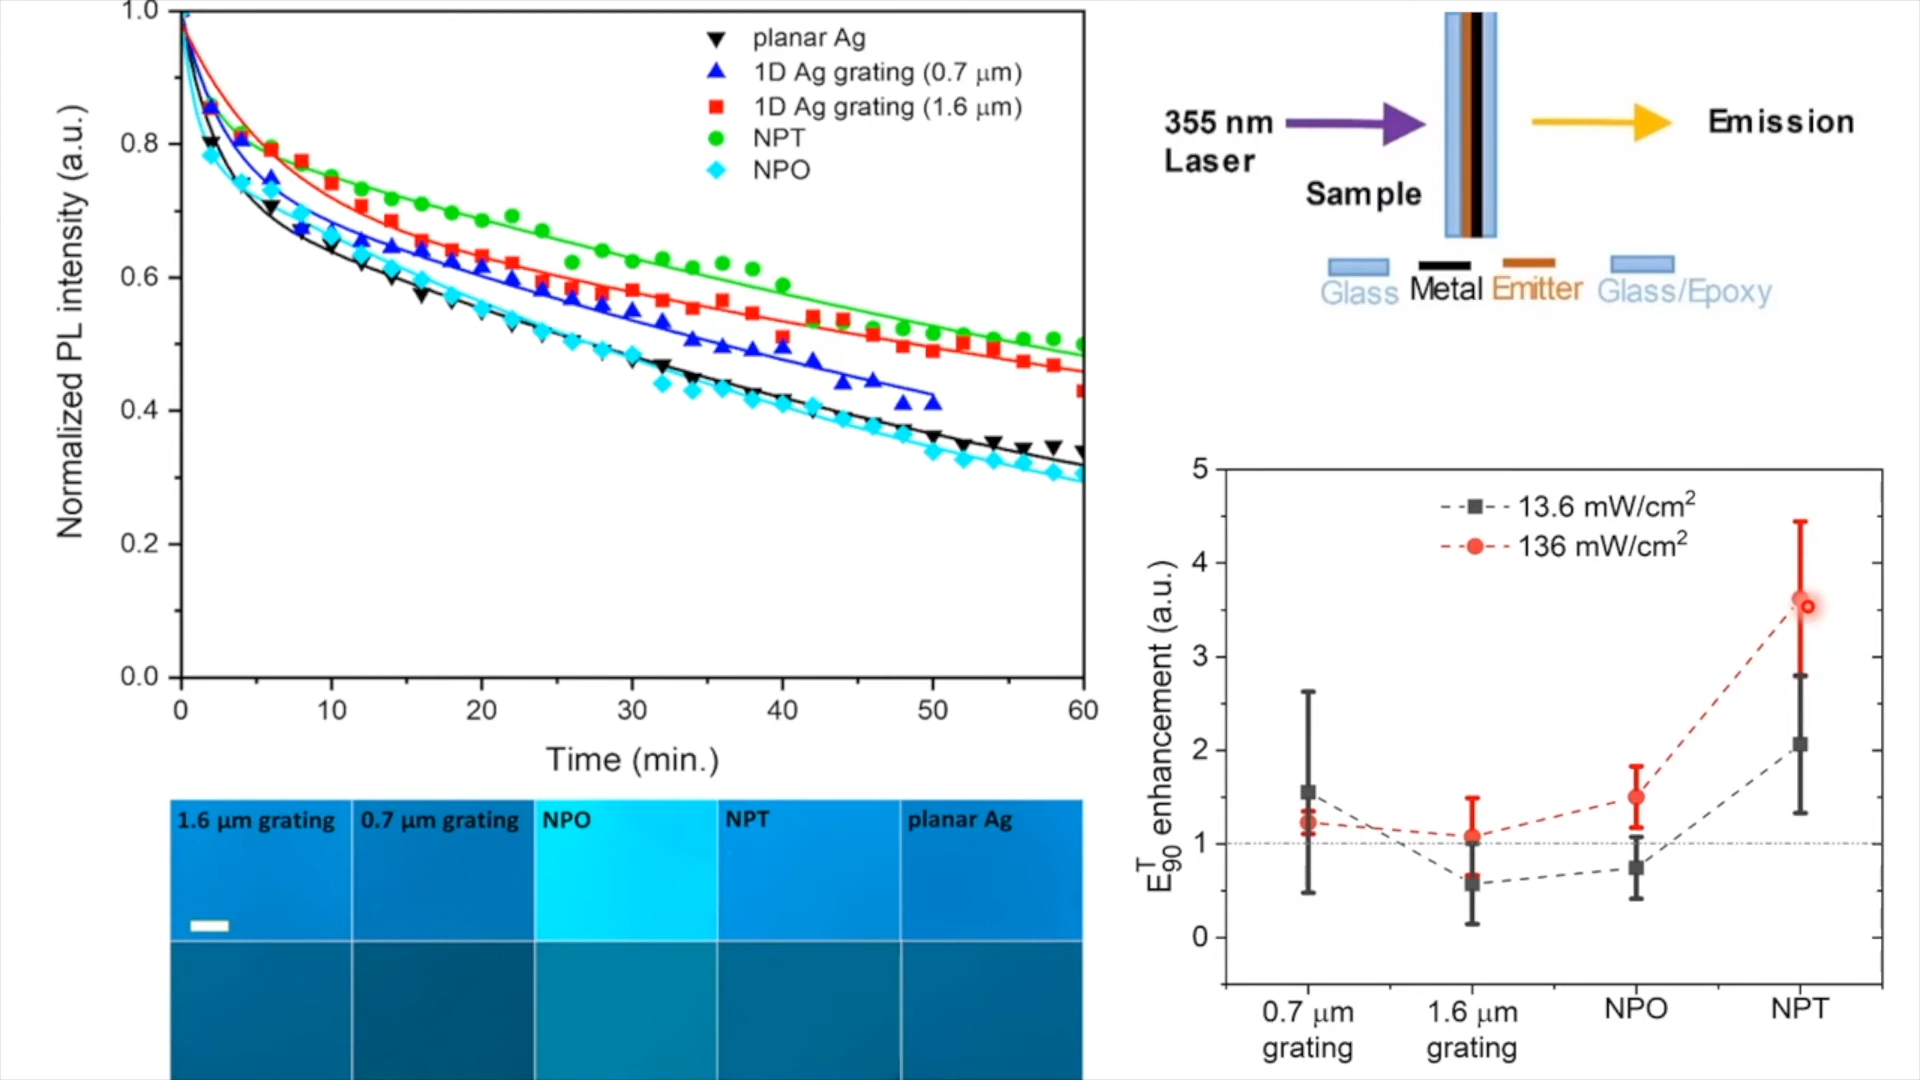 1.0
0.8
0.6
0.4
0.2
0.0
Normalized PL intensity (a.u.)
planar Ag
1D Ag grating (0.7 μm)
1D Ag grating (1.6 μm)
NPT
NPO
0 10 20 30 40 50 60
Time (min.)
355 nm
Laser
Sample
Emission
Glass Metal Emitter Glass/Epoxy
1.6 μm grating
0.7 μm grating
NPO
NPT
planar Ag
5
4
3
2
1
0
E90T enhancement (a.u.)
13.6 mW/cm2
136 mW/cm2
0.7 μm
grating
1.6 μm
grating
NPO
NPT